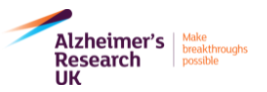 Alzheimer's
Research
UK
Make
breakthroughs
possible